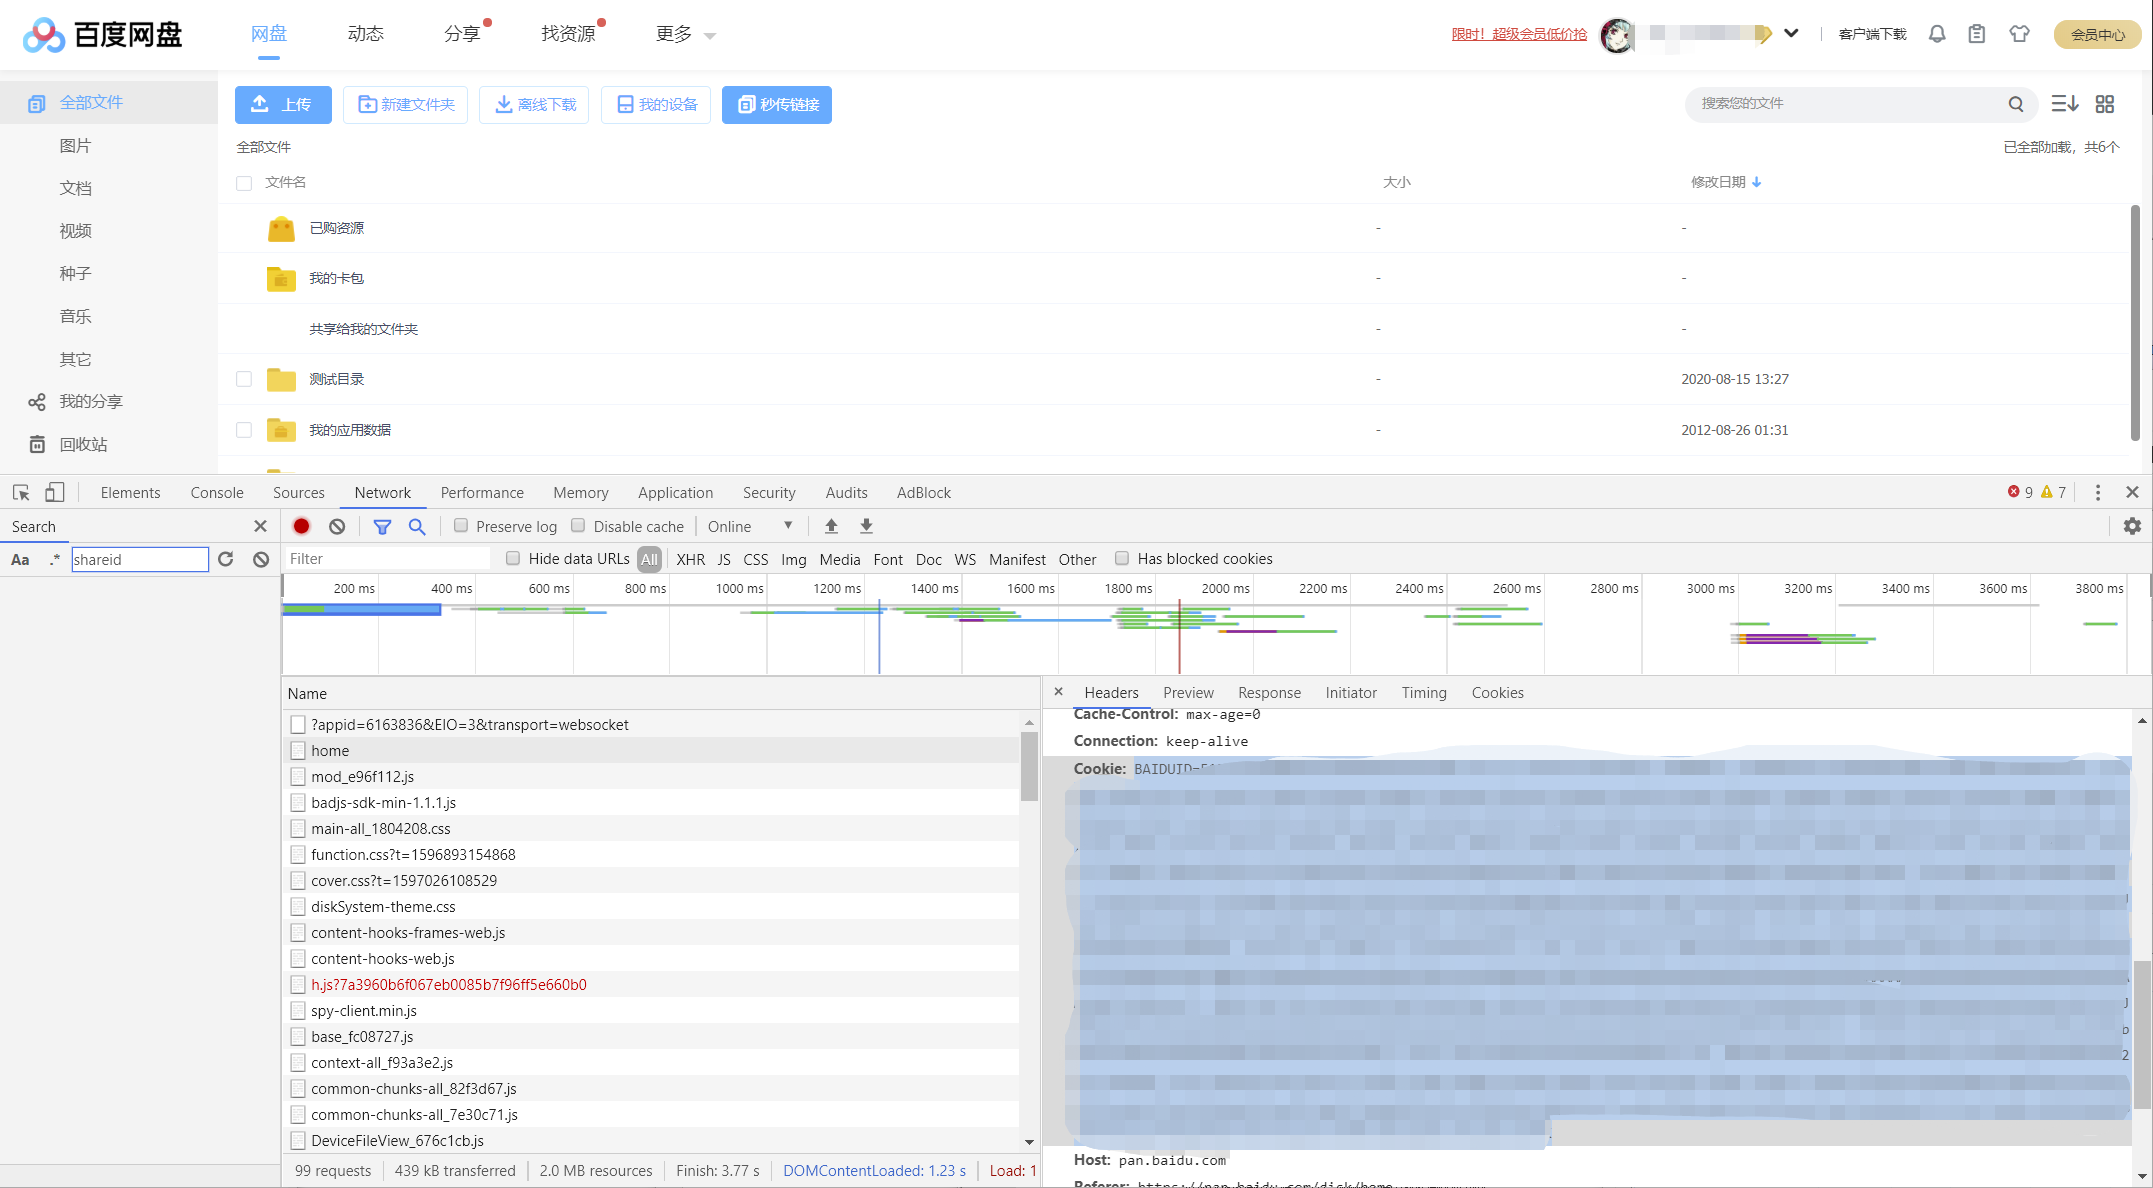 百度网盘
网盘 动态 分享 找资源 更多
限时！超级会员低价抢
客户端下载
会员中心
全部文件
图片
文档
视频
种子
音乐
其它
我的分享
回收站
上传 新建文件夹 离线下载 我的设备 秒传链接
搜索您的文件
全部文件 已全部加载，共6个
文件名 大小 修改日期
已购资源 - -
我的卡包 - -
共享给我的文件夹 - -
测试目录 - 2020-08-15 13:27
我的应用数据 - 2012-08-26 01:31
Elements Console Sources Network Performance Memory Application Security Audits AdBlock 9 7
Search
Preserve log Disable cache Online
Aa .* shareid
Filter Hide data URLs All XHR JS CSS Img Media Font Doc WS Manifest Other Has blocked cookies
200 ms 400 ms 600 ms 800 ms 1000 ms 1200 ms 1400 ms 1600 ms 1800 ms 2000 ms 2200 ms 2400 ms 2600 ms 2800 ms 3000 ms 3200 ms 3400 ms 3600 ms 3800 ms
Name
?appid=6163836&EIO=3&transport=websocket
home
mod_e96f112.js
badjs-sdk-min-1.1.1.js
main-all_1804208.css
function.css?t=1596893154868
cover.css?t=1597026108529
diskSystem-theme.css
content-hooks-frames-web.js
content-hooks-web.js
h.js?7a3960b6f067eb0085b7f96ff5e660b0
spy-client.min.js
base_fc08727.js
context-all_f93a3e2.js
common-chunks-all_82f3d67.js
common-chunks-all_7e30c71.js
DeviceFileView_676c1cb.js
99 requests 439 kB transferred 2.0 MB resources Finish: 3.77 s DOMContentLoaded: 1.23 s Load: 1
Headers Preview Response Initiator Timing Cookies
Cache-Control: max-age=0
Connection: keep-alive
Cookie: BAIDUID=
Host: pan.baidu.com
Referer: https://pan.baidu.com/disk/home